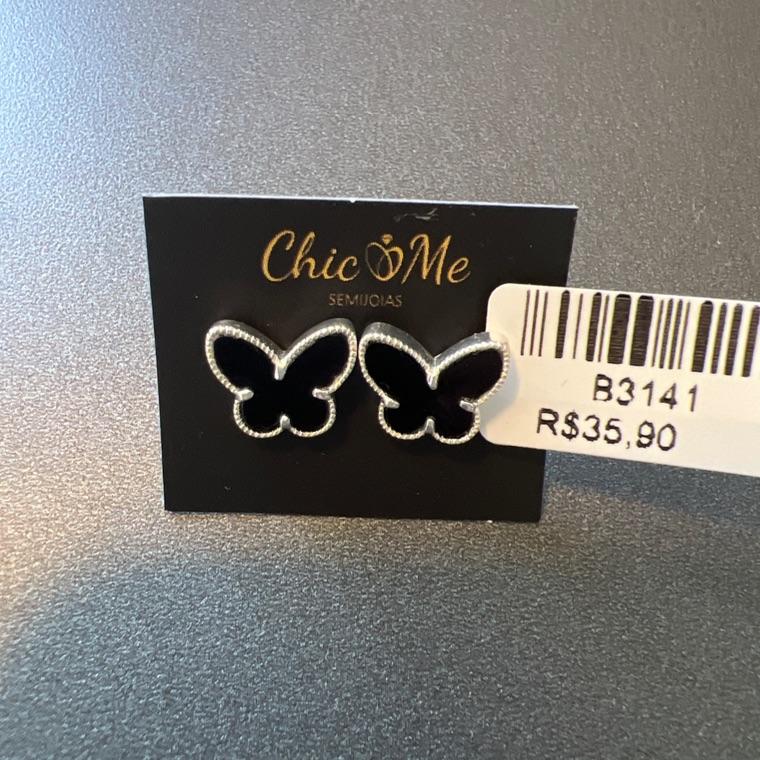 Chic Me
SEMIJOIAS
B3141
R$35,90